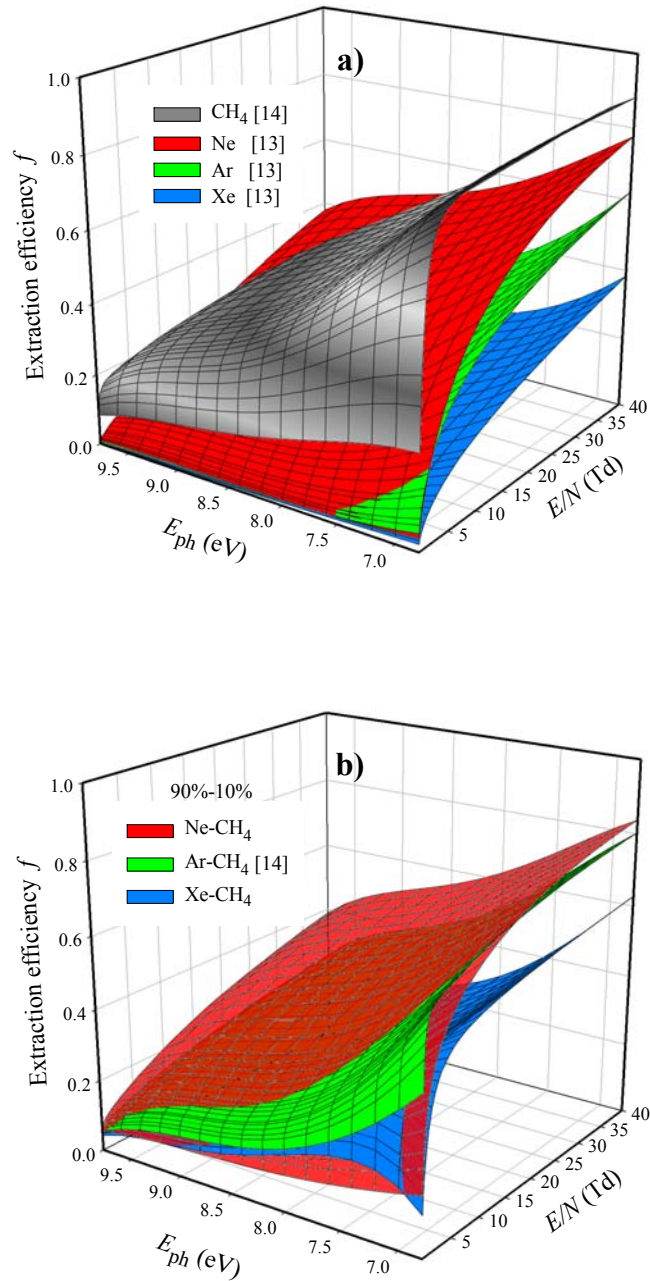 a)
Extraction efficiency f
1.0
0.8
0.6
0.4
0.2
0.0
CH4 [14]
Ne [13]
Ar [13]
Xe [13]
9.5 9.0 8.5 8.0 7.5 7.0
Eph (eV)
5 10 15 20 25 30 35 40
E/N (Td)
b)
Extraction efficiency f
1.0
0.8
0.6
0.4
0.2
0.0
90%-10%
Ne-CH4
Ar-CH4 [14]
Xe-CH4
9.5 9.0 8.5 8.0 7.5 7.0
Eph (eV)
5 10 15 20 25 30 35 40
E/N (Td)